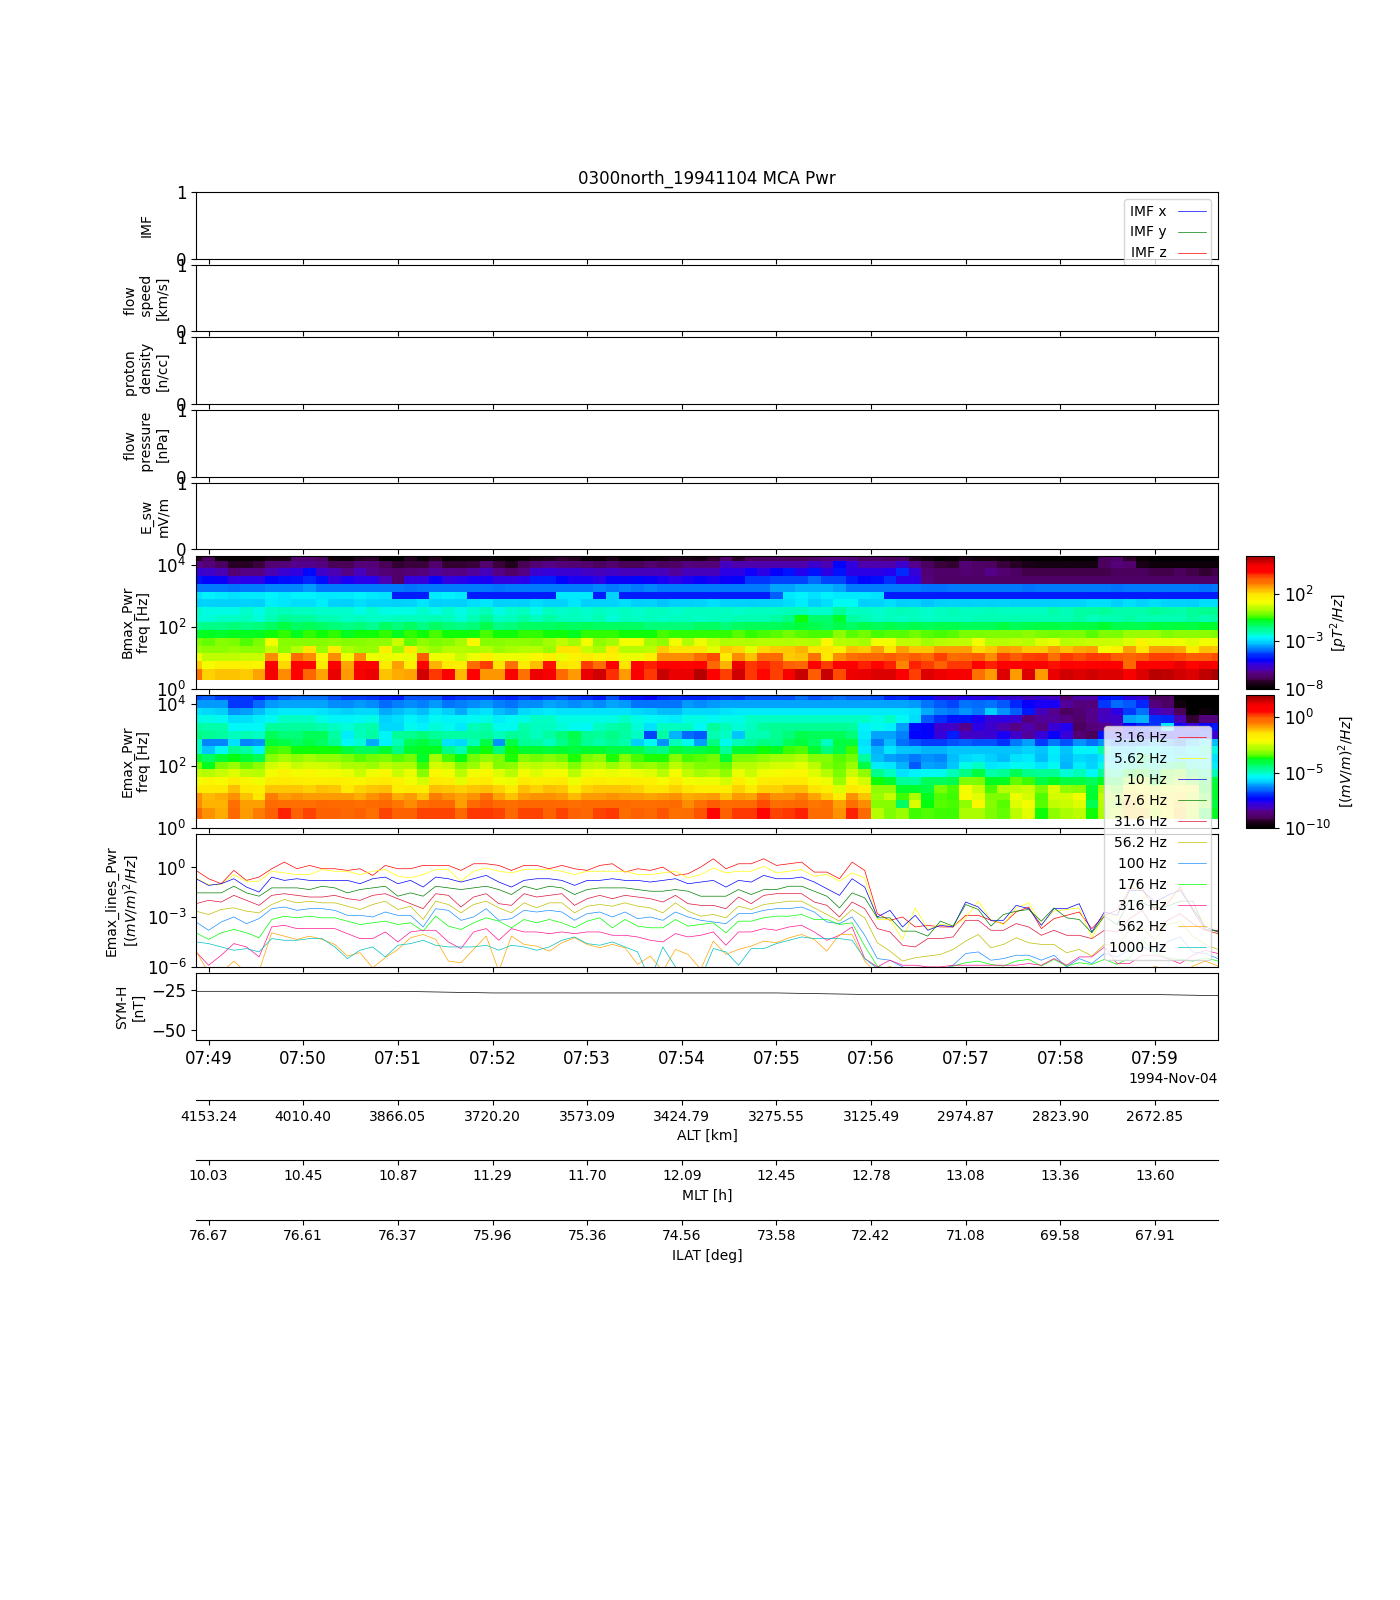 0300north_19941104 MCA Pwr
1
IMF
0
IMF x
IMF y
IMF z
1
flow
speed
[km/s]
0
1
proton
density
[n/cc]
0
1
flow
pressure
[nPa]
0
1
E_sw
mV/m
0
10^4
10^2
10^0
Bmax_Pwr
freq [Hz]
10^2
10^−3
10^−8
[pT^2/Hz]
10^4
10^2
10^0
Emax_Pwr
freq [Hz]
10^0
10^−5
10^−10
[(mV/m)^2/Hz]
3.16 Hz
5.62 Hz
10 Hz
17.6 Hz
31.6 Hz
56.2 Hz
100 Hz
176 Hz
316 Hz
562 Hz
1000 Hz
10^0
10^−3
10^−6
Emax_lines_Pwr
[(mV/m)^2/Hz]
−25
−50
SYM-H
[nT]
07:49 07:50 07:51 07:52 07:53 07:54 07:55 07:56 07:57 07:58 07:59
1994-Nov-04
4153.24 4010.40 3866.05 3720.20 3573.09 3424.79 3275.55 3125.49 2974.87 2823.90 2672.85
ALT [km]
10.03 10.45 10.87 11.29 11.70 12.09 12.45 12.78 13.08 13.36 13.60
MLT [h]
76.67 76.61 76.37 75.96 75.36 74.56 73.58 72.42 71.08 69.58 67.91
ILAT [deg]